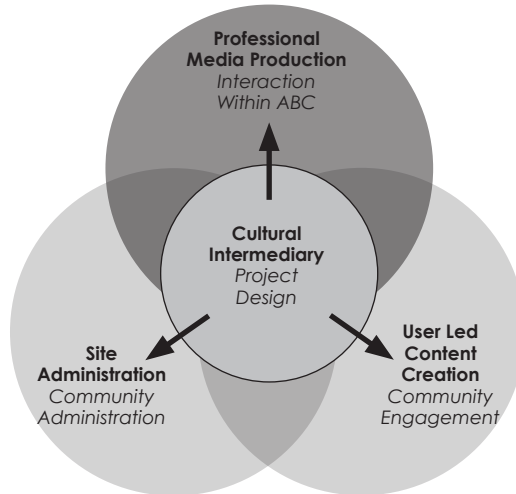 Professional
Media Production
Interaction
Within ABC
Cultural
Intermediary
Project
Design
Site
Administration
Community
Administration
User Led
Content
Creation
Community
Engagement